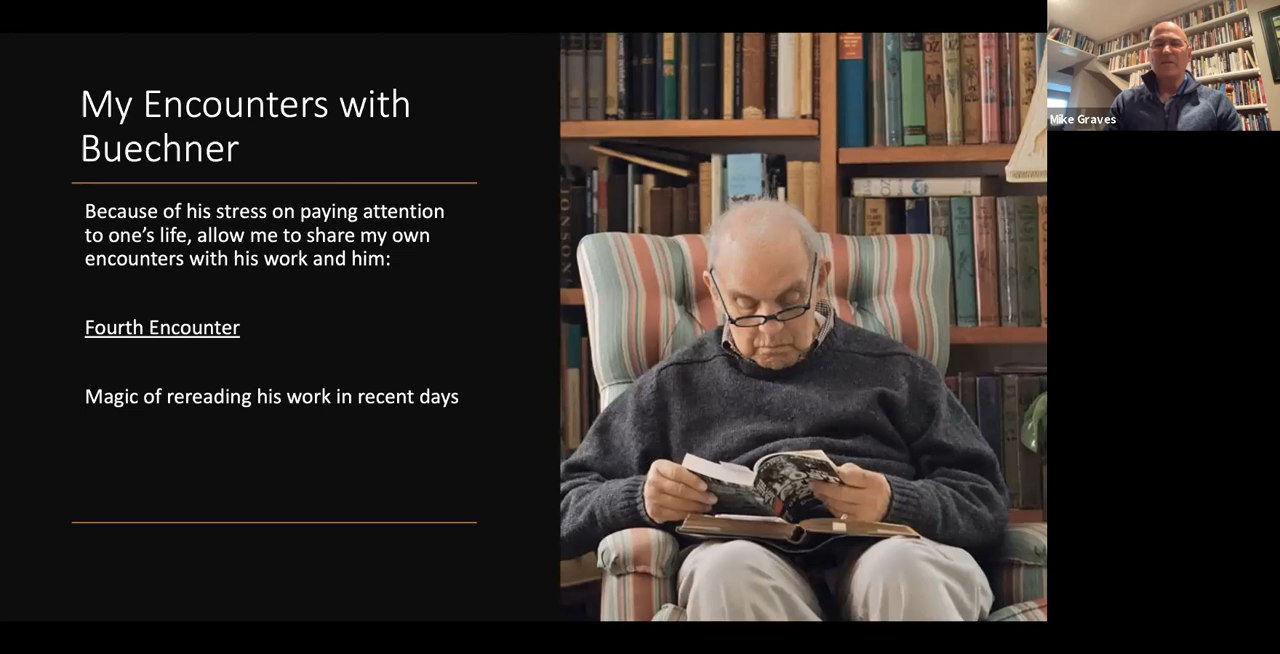 My Encounters with
Buechner
Because of his stress on paying attention
to one’s life, allow me to share my own
encounters with his work and him:
Fourth Encounter
Magic of rereading his work in recent days
JONSON
OZ
Mike Graves